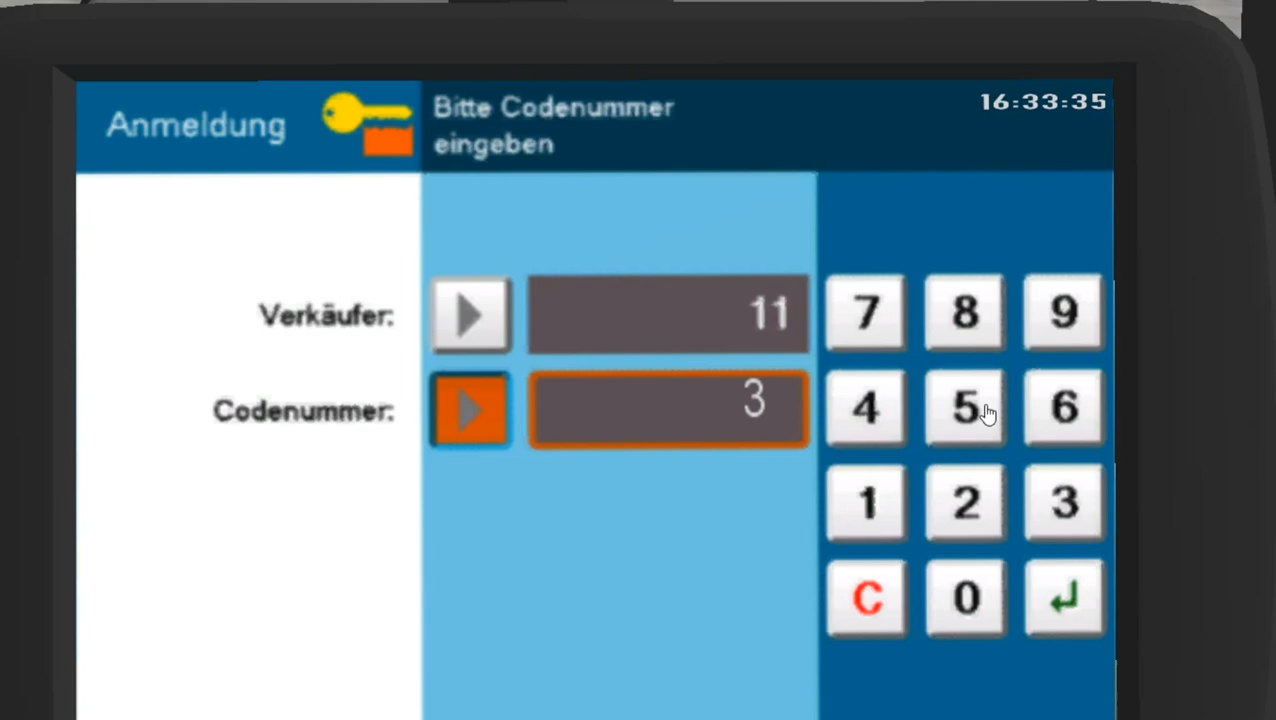 Anmeldung
Bitte Codenummer
eingeben
16:33:35
Verkäufer:
11
7 8 9
Codenummer:
3
4 5 6
1 2 3
C 0